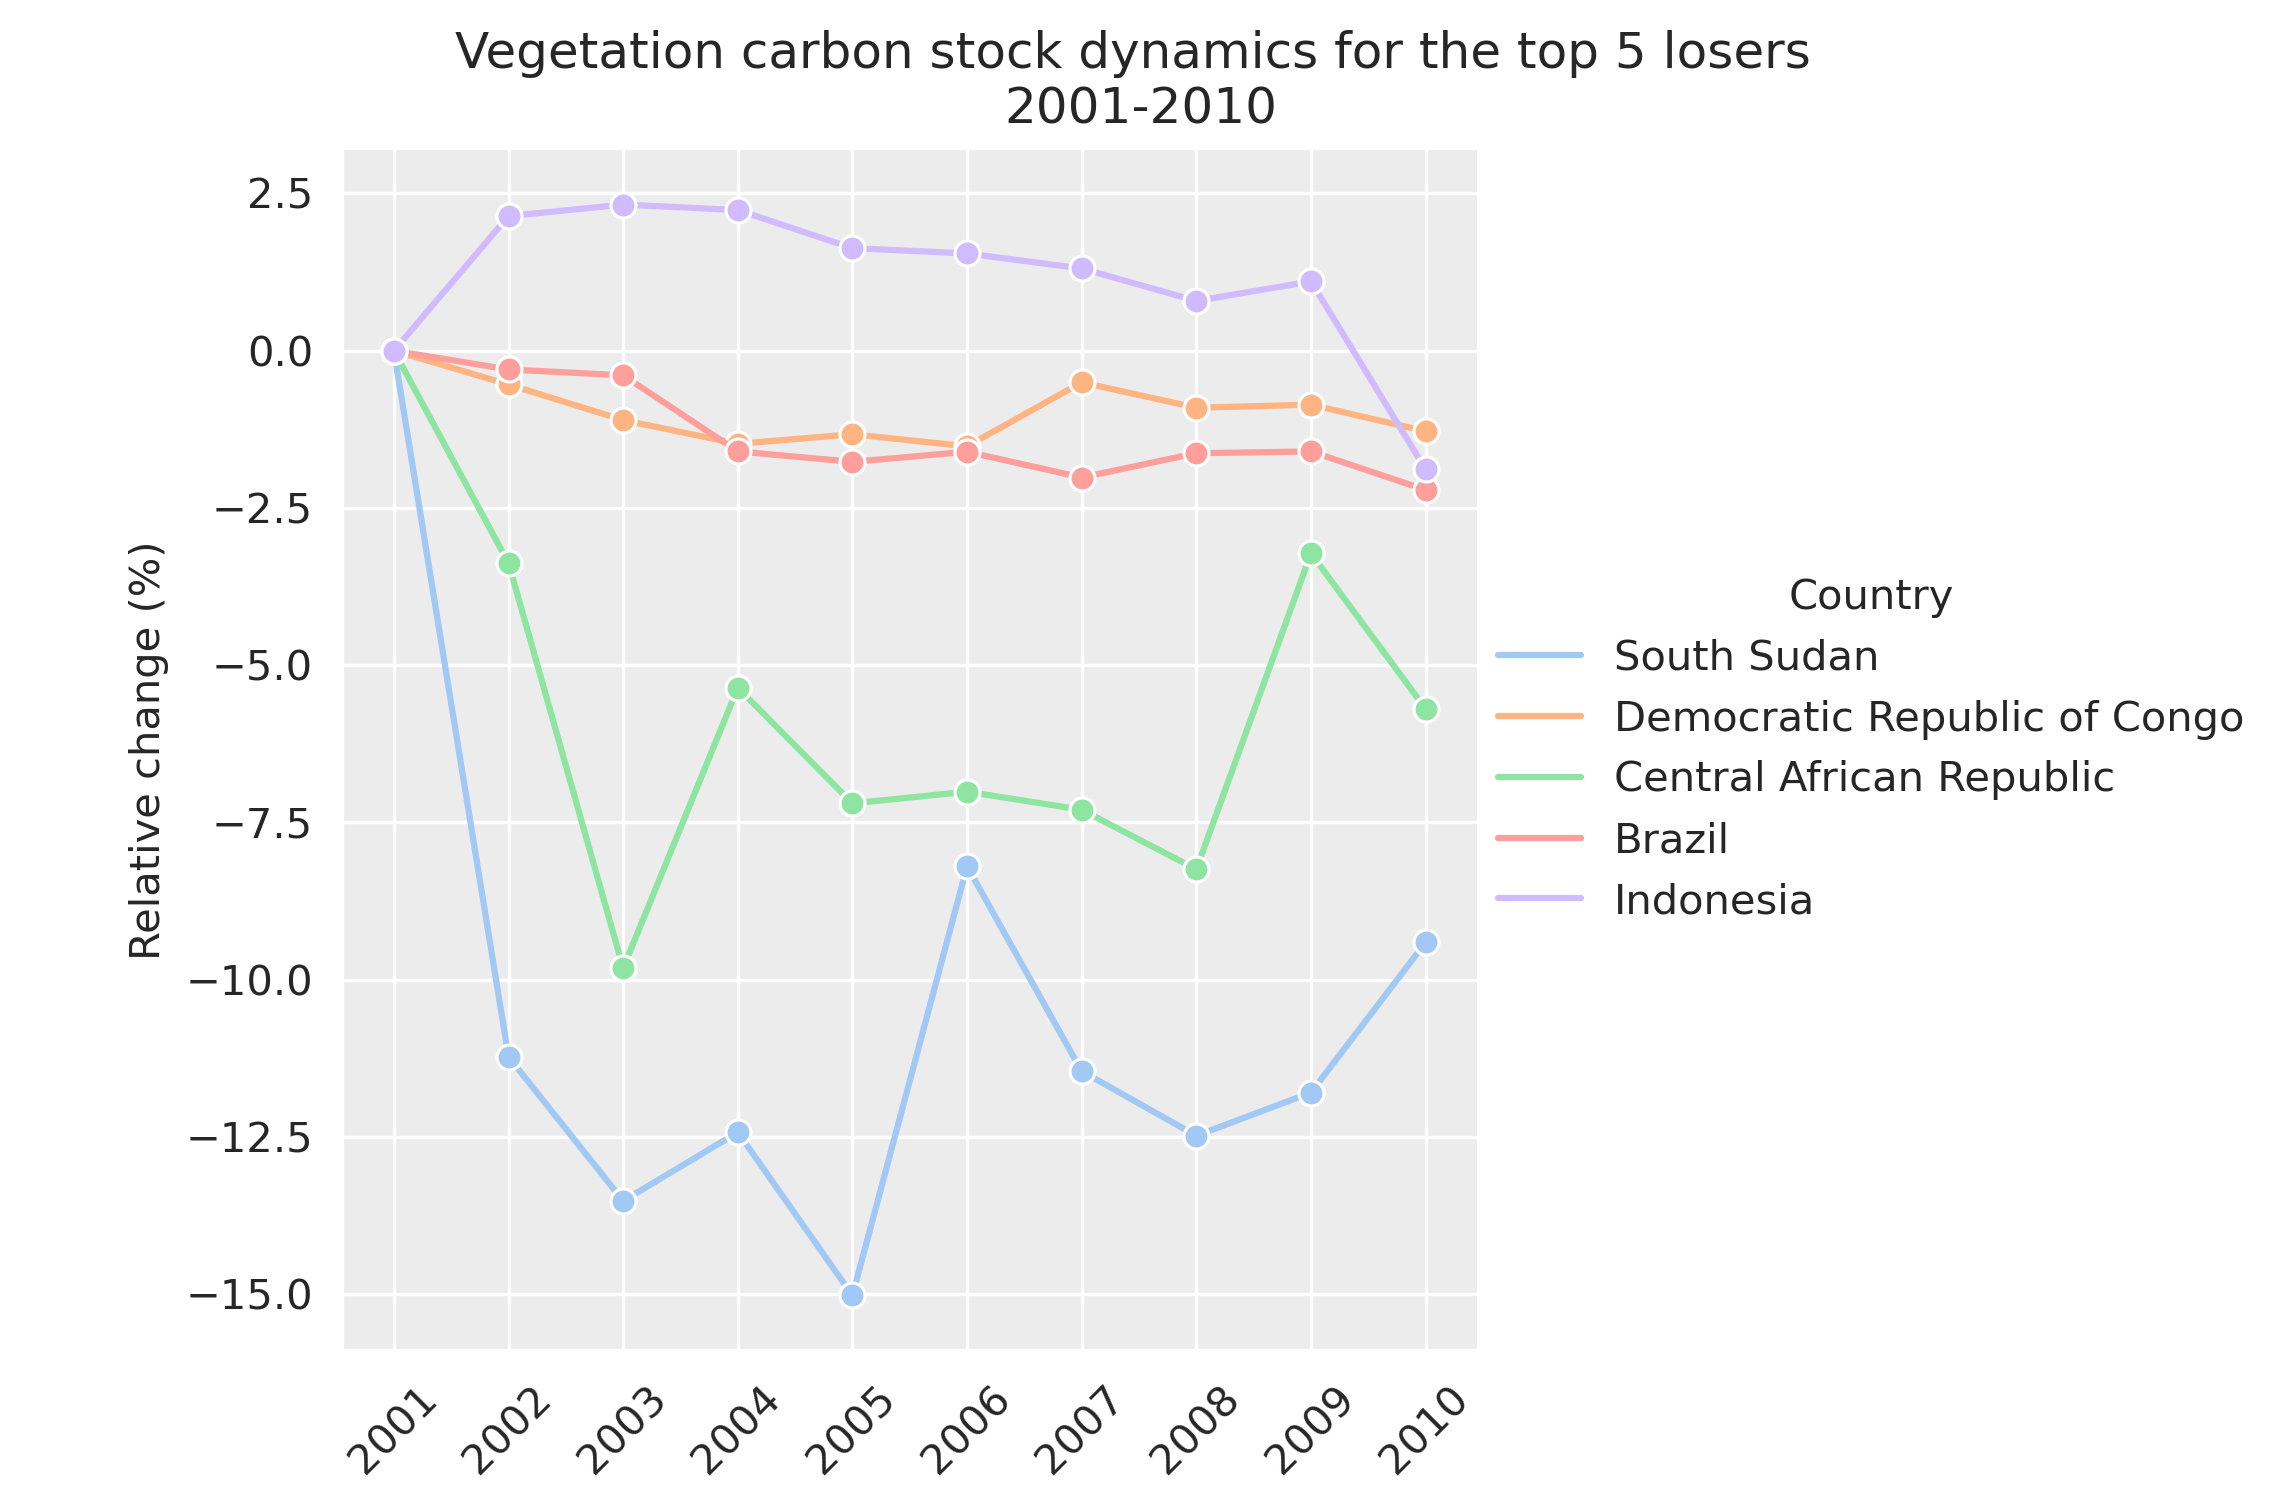 Vegetation carbon stock dynamics for the top 5 losers
2001-2010
2.5
0.0
−2.5
−5.0
−7.5
−10.0
−12.5
−15.0
Relative change (%)
2001
2002
2003
2004
2005
2006
2007
2008
2009
2010
Country
South Sudan
Democratic Republic of Congo
Central African Republic
Brazil
Indonesia